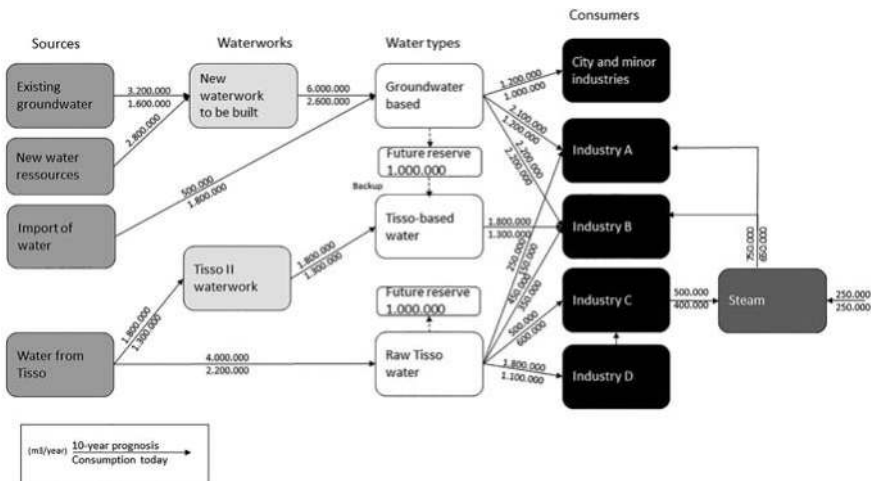 Consumers
Sources
Waterworks
Water types
Existing
groundwater
3.200.000
1.600.000
New
waterwork
to be built
6.000.000
2.600.000
Groundwater
based
1.200.000
1.000.000
City and minor
industries
2.800.000
2.100.000
1.200.000
2.200.000
2.200.000
New water
ressources
Future reserve
1.000.000
Industry A
500.000
1.800.000
Backup
Import of
water
Tisso-based
water
1.800.000
1.300.000
Industry B
1.800.000
1.300.000
250.000
450.000
350.000
750.000
650.000
Tisso II
waterwork
Future reserve
1.000.000
Industry C
500.000
400.000
Steam
250.000
250.000
1.800.000
1.300.000
500.000
600.000
Water from
Tisso
4.000.000
2.200.000
Raw Tisso
water
1.800.000
1.100.000
Industry D
(m3/year)
10-year prognosis
Consumption today